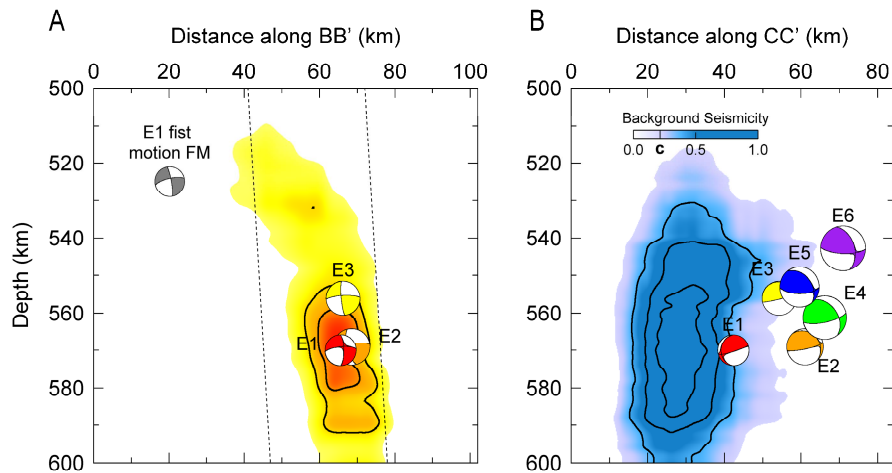 A
Distance along BB' (km)
0 20 40 60 80 100
500
520
540
560
580
600
Depth (km)
E1 fist
motion FM
E3
E1
E2
B
Distance along CC' (km)
0 20 40 60 80
500
520
540
560
580
600
Background Seismicity
0.0 c 0.5 1.0
E6
E5
E3
E4
E1
E2